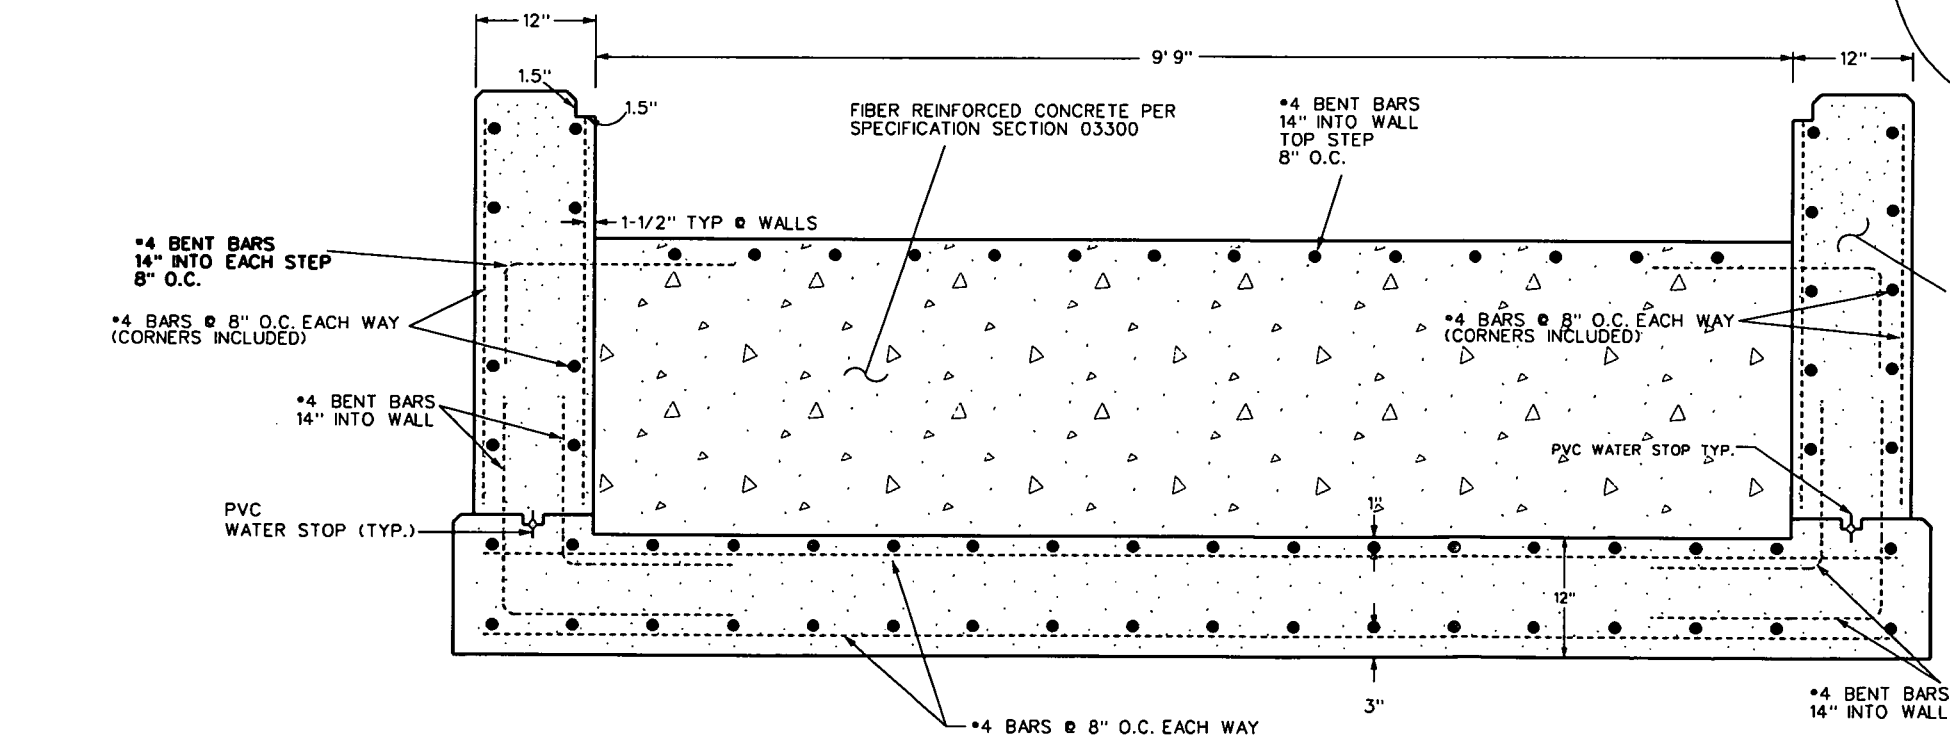 12"
9' 9"
12"
1.5"
1.5"
FIBER REINFORCED CONCRETE PER
SPECIFICATION SECTION 03300
•4 BENT BARS
14" INTO WALL
TOP STEP
8" O.C.
1-1/2" TYP @ WALLS
•4 BENT BARS
14" INTO EACH STEP
8" O.C.
•4 BARS @ 8" O.C. EACH WAY
(CORNERS INCLUDED)
•4 BARS @ 8" O.C. EACH WAY
(CORNERS INCLUDED)
•4 BENT BARS
14" INTO WALL
PVC WATER STOP TYP.
PVC
WATER STOP (TYP.)
1"
12"
3"
•4 BENT BARS
14" INTO WALL
•4 BARS @ 8" O.C. EACH WAY